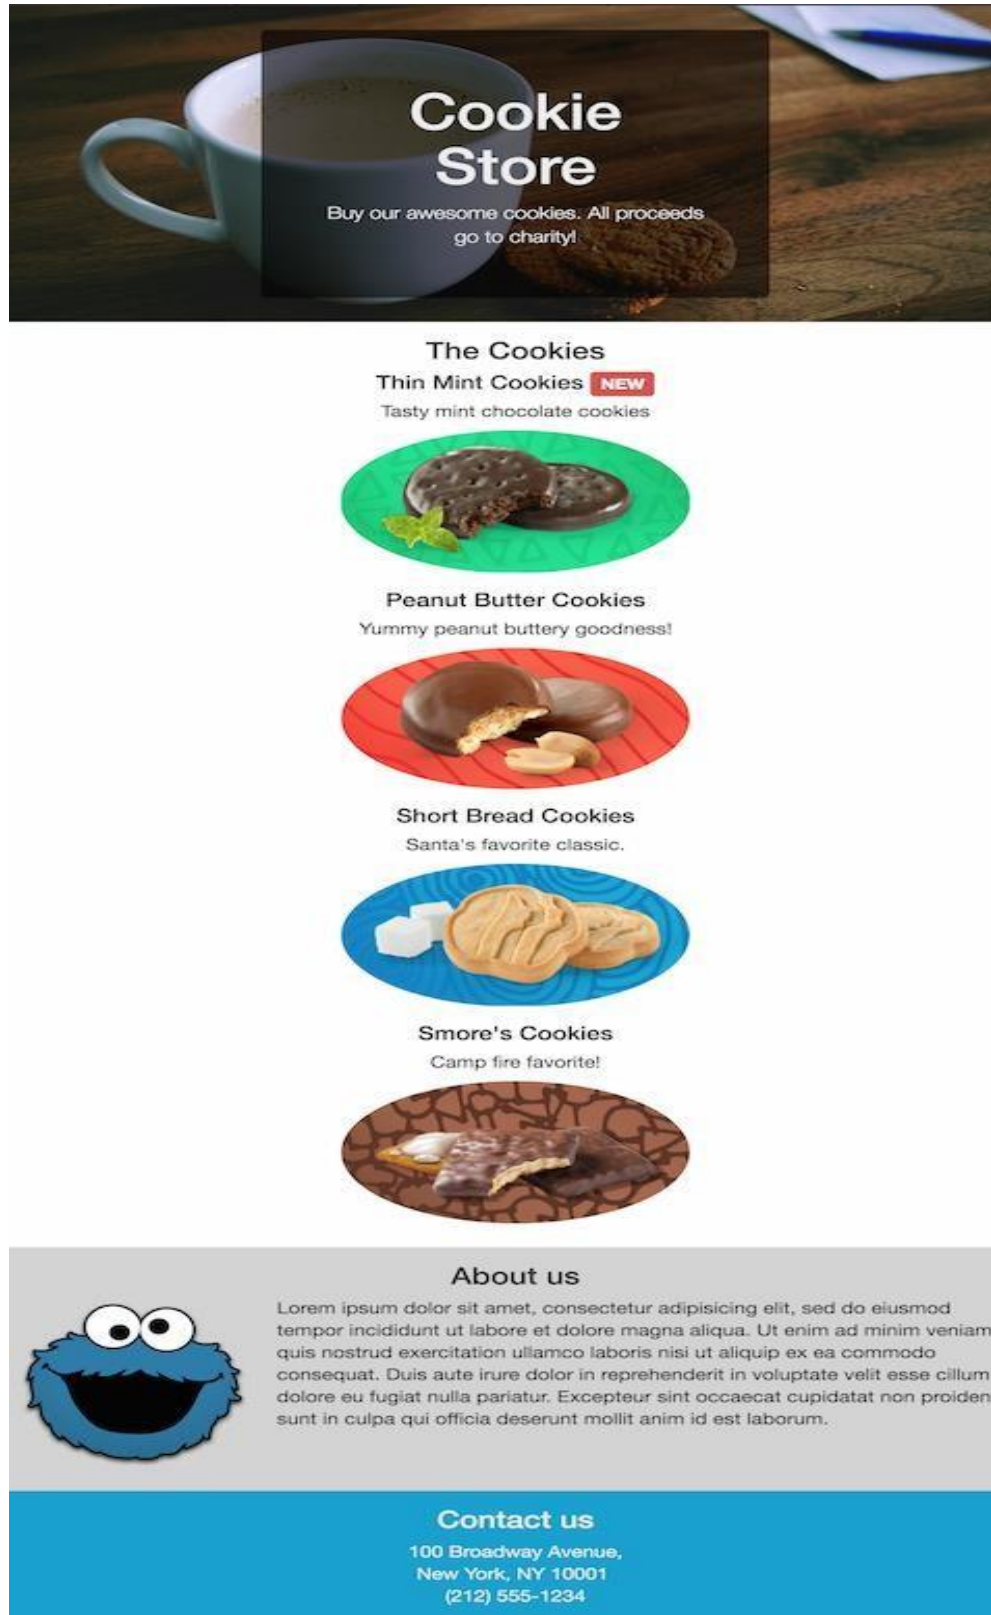 Cookie
Store
Buy our awesome cookies. All proceeds
go to charity!
The Cookies
Thin Mint Cookies NEW
Tasty mint chocolate cookies
Peanut Butter Cookies
Yummy peanut buttery goodness!
Short Bread Cookies
Santa's favorite classic.
Smore's Cookies
Camp fire favorite!
About us
Lorem ipsum dolor sit amet, consectetur adipisicing elit, sed do eiusmod
tempor incididunt ut labore et dolore magna aliqua. Ut enim ad minim veniam
quis nostrud exercitation ullamco laboris nisi ut aliquip ex ea commodo
consequat. Duis aute irure dolor in reprehenderit in voluptate velit esse cillum
dolore eu fugiat nulla pariatur. Excepteur sint occaecat cupidatat non proiden
sunt in culpa qui officia deserunt mollit anim id est laborum.
Contact us
100 Broadway Avenue,
New York, NY 10001
(212) 555-1234